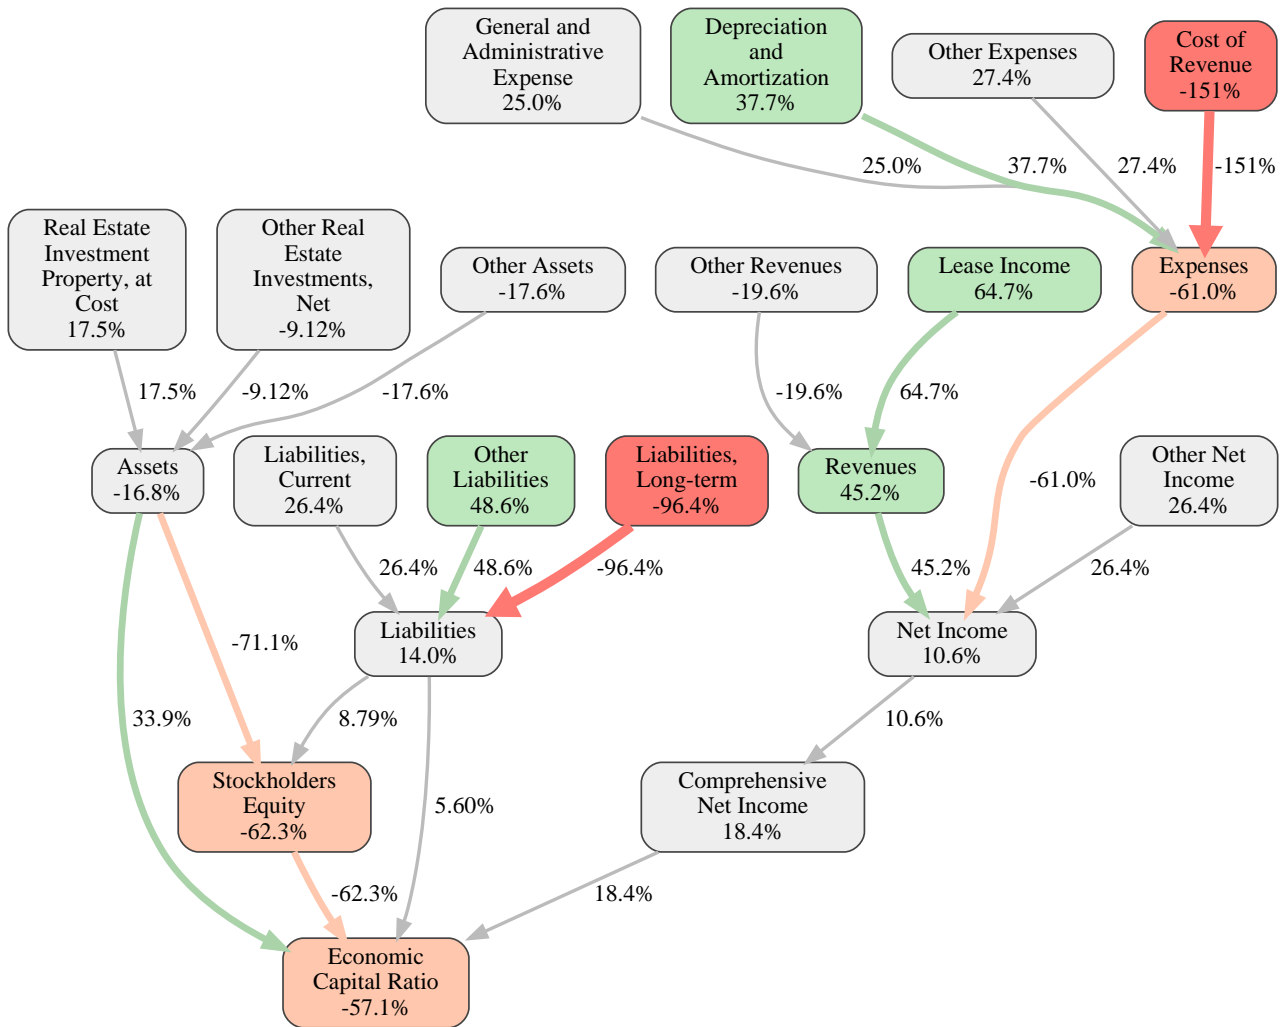 General and
Administrative
Expense
25.0%
Depreciation
and
Amortization
37.7%
Other Expenses
27.4%
Cost of
Revenue
-151%
25.0%
37.7%
27.4%
-151%
Real Estate
Investment
Property, at
Cost
17.5%
Other Real
Estate
Investments,
Net
-9.12%
Other Assets
-17.6%
Other Revenues
-19.6%
Lease Income
64.7%
Expenses
-61.0%
17.5%
-9.12%
-17.6%
-19.6%
64.7%
-61.0%
Assets
-16.8%
Liabilities,
Current
26.4%
Other
Liabilities
48.6%
Liabilities,
Long-term
-96.4%
Revenues
45.2%
Other Net
Income
26.4%
26.4%
48.6%
-96.4%
45.2%
26.4%
-71.1%
33.9%
Liabilities
14.0%
Net Income
10.6%
8.79%
5.60%
10.6%
Stockholders
Equity
-62.3%
Comprehensive
Net Income
18.4%
-62.3%
18.4%
Economic
Capital Ratio
-57.1%